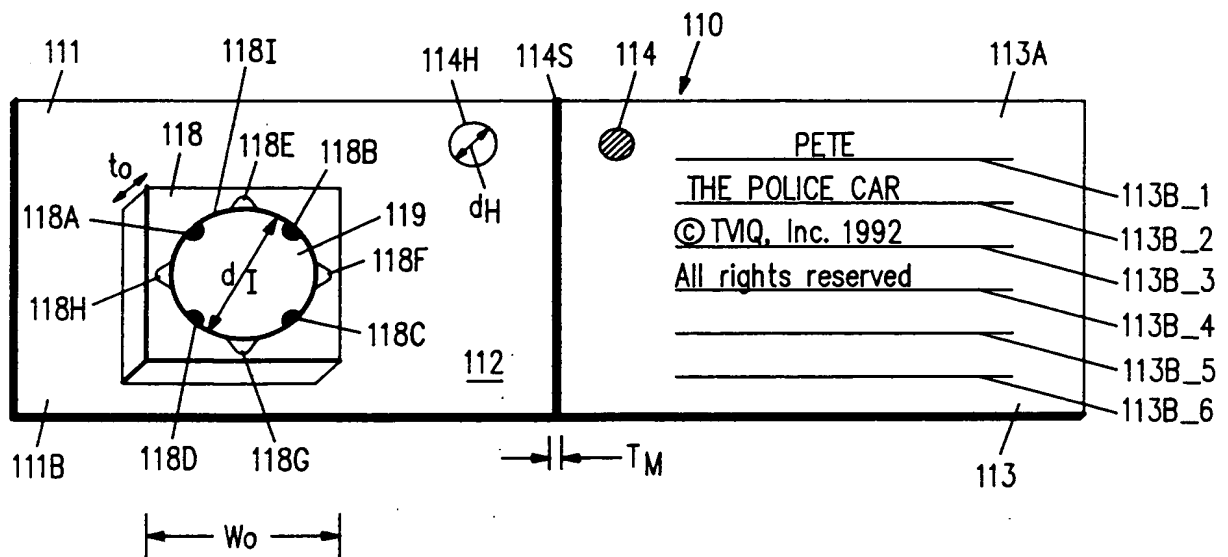 110
111
118I
114H
114S
114
113A
118
118E
118B
to
dH
PETE
113B_1
118A
119
THE POLICE CAR
113B_2
118F
© TVIQ, Inc. 1992
113B_3
dI
118H
All rights reserved
113B_4
118C
112
113B_5
113B_6
111B
118D
118G
TM
113
Wo